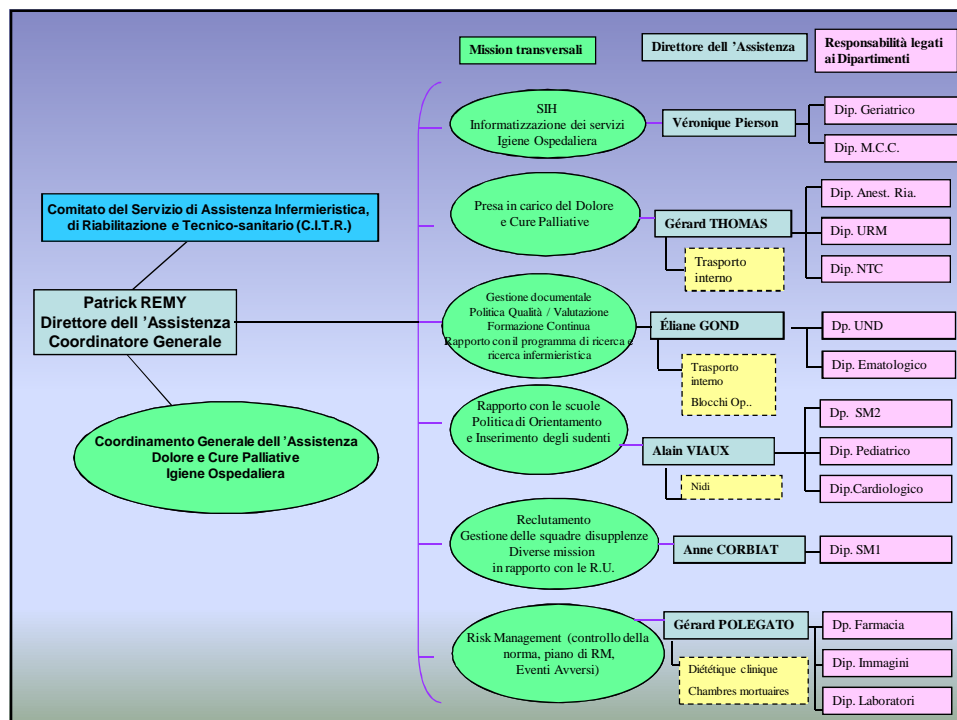 Mission transversali
Direttore dell 'Assistenza
Responsabilità legati
ai Dipartimenti
SIH
Informatizzazione dei servizi
Igiene Ospedaliera
Véronique Pierson
Dip. Geriatrico
Dip. M.C.C.
Comitato del Servizio di Assistenza Infermieristica,
di Riabilitazione e Tecnico-sanitario (C.I.T.R.)
Presa in carico del Dolore
e Cure Palliative
Gérard THOMAS
Trasporto
interno
Dip. Anest. Ria.
Dip. URM
Dip. NTC
Patrick REMY
Direttore dell 'Assistenza
Coordinatore Generale
Gestione documentale
Politica Qualità / Valutazione
Formazione Continua
Rapporto con il programma di ricerca e
ricerca infermieristica
Éliane GOND
Trasporto
interno
Blocchi Op..
Dp. UND
Dip. Ematologico
Coordinamento Generale dell 'Assistenza
Dolore e Cure Palliative
Igiene Ospedaliera
Rapporto con le scuole
Politica di Orientamento
e Inserimento degli sudenti
Alain VIAUX
Nidi
Dp. SM2
Dip. Pediatrico
Dip.Cardiologico
Reclutamento
Gestione delle squadre disupplenze
Diverse mission
in rapporto con le R.U.
Anne CORBIAT
Dip. SM1
Risk Management (controllo della
norma, piano di RM,
Eventi Avversi)
Gérard POLEGATO
Diététique clinique
Chambres mortuaires
Dp. Farmacia
Dip. Immagini
Dip. Laboratori